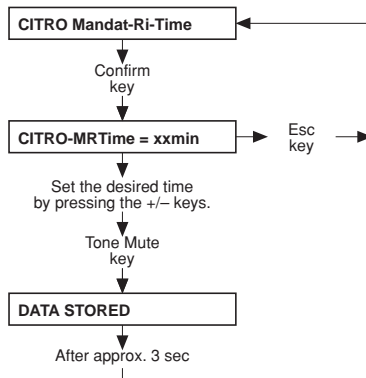 CITRO Mandat-Ri-Time
Confirm
key
CITRO-MRTime = xxmin
Esc
key
Set the desired time
by pressing the +/– keys.
Tone Mute
key
DATA STORED
After approx. 3 sec